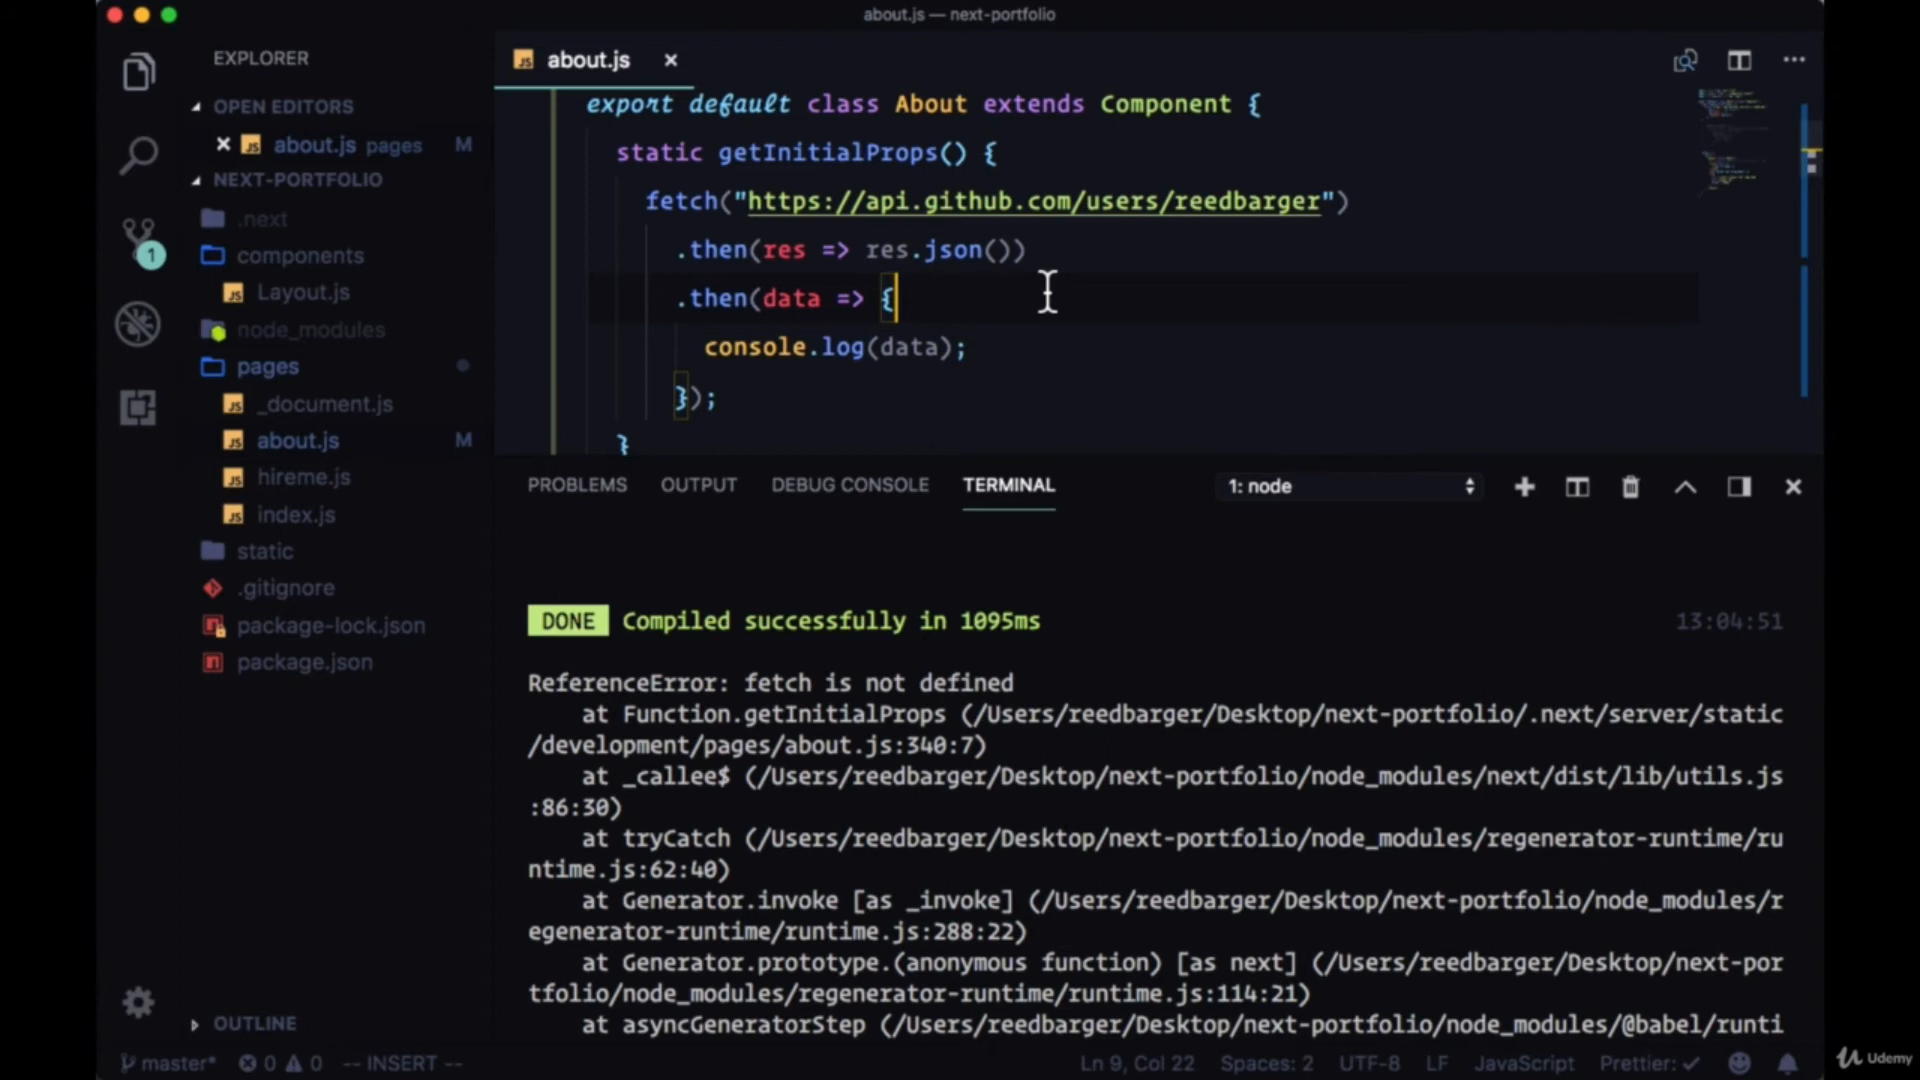 about.js — next-portfolio
EXPLORER
OPEN EDITORS
about.js pages M
NEXT-PORTFOLIO
.next
components
Layout.js
node_modules
pages
_document.js
about.js M
hireme.js
index.js
static
.gitignore
package-lock.json
package.json
OUTLINE
1
about.js
export default class About extends Component {
static getInitialProps() {
fetch("https://api.github.com/users/reedbarger")
.then(res => res.json())
.then(data => {
console.log(data);
});
}
PROBLEMS OUTPUT DEBUG CONSOLE TERMINAL 1: node
DONE Compiled successfully in 1095ms 13:04:51
ReferenceError: fetch is not defined
at Function.getInitialProps (/Users/reedbarger/Desktop/next-portfolio/.next/server/static
/development/pages/about.js:340:7)
at _callee$ (/Users/reedbarger/Desktop/next-portfolio/node_modules/next/dist/lib/utils.js
:86:30)
at tryCatch (/Users/reedbarger/Desktop/next-portfolio/node_modules/regenerator-runtime/ru
ntime.js:62:40)
at Generator.invoke [as _invoke] (/Users/reedbarger/Desktop/next-portfolio/node_modules/r
egenerator-runtime/runtime.js:288:22)
at Generator.prototype.(anonymous function) [as next] (/Users/reedbarger/Desktop/next-por
tfolio/node_modules/regenerator-runtime/runtime.js:114:21)
at asyncGeneratorStep (/Users/reedbarger/Desktop/next-portfolio/node_modules/@babel/runti
master* 0 0 -- INSERT -- Ln 9, Col 22 Spaces: 2 UTF-8 LF JavaScript Prettier: ✓
Udemy